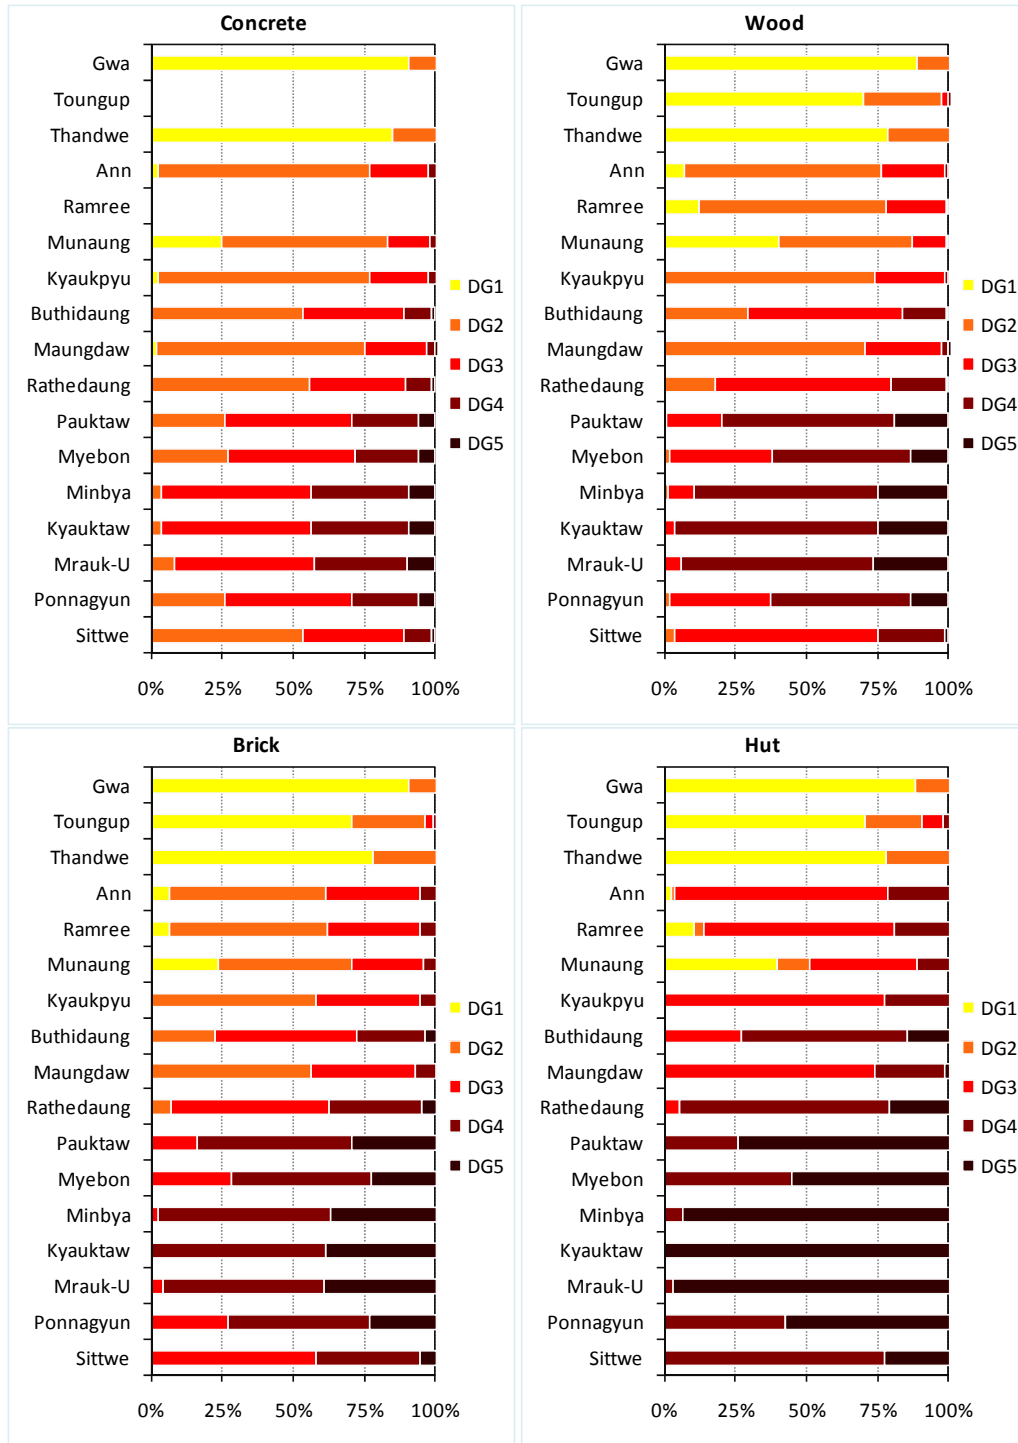 Concrete
Gwa
Toungup
Thandwe
Ann
Ramree
Munaung
Kyaukpyu
Buthidaung
Maungdaw
Rathedaung
Pauktaw
Myebon
Minbya
Kyauktaw
Mrauk-U
Ponnagyun
Sittwe
0% 25% 50% 75% 100%
DG1
DG2
DG3
DG4
DG5
Wood
Gwa
Toungup
Thandwe
Ann
Ramree
Munaung
Kyaukpyu
Buthidaung
Maungdaw
Rathedaung
Pauktaw
Myebon
Minbya
Kyauktaw
Mrauk-U
Ponnagyun
Sittwe
0% 25% 50% 75% 100%
DG1
DG2
DG3
DG4
DG5
Brick
Gwa
Toungup
Thandwe
Ann
Ramree
Munaung
Kyaukpyu
Buthidaung
Maungdaw
Rathedaung
Pauktaw
Myebon
Minbya
Kyauktaw
Mrauk-U
Ponnagyun
Sittwe
0% 25% 50% 75% 100%
DG1
DG2
DG3
DG4
DG5
Hut
Gwa
Toungup
Thandwe
Ann
Ramree
Munaung
Kyaukpyu
Buthidaung
Maungdaw
Rathedaung
Pauktaw
Myebon
Minbya
Kyauktaw
Mrauk-U
Ponnagyun
Sittwe
0% 25% 50% 75% 100%
DG1
DG2
DG3
DG4
DG5